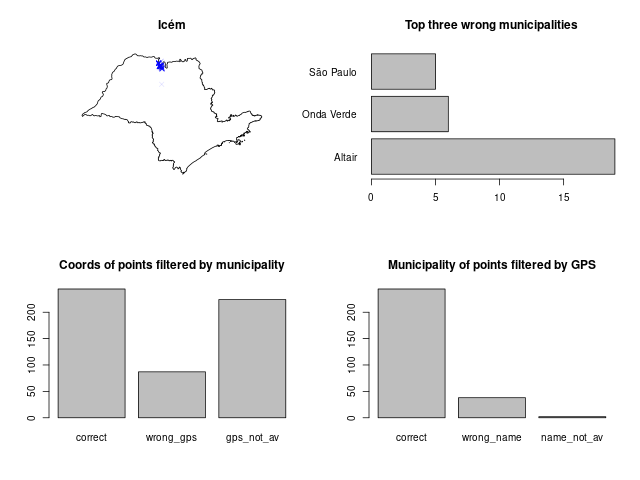 Icém
Top three wrong municipalities
São Paulo
Onda Verde
Altair
0 5 10 15
Coords of points filtered by municipality
0 50 100 150 200
correct wrong_gps gps_not_av
Municipality of points filtered by GPS
0 50 100 150 200
correct wrong_name name_not_av